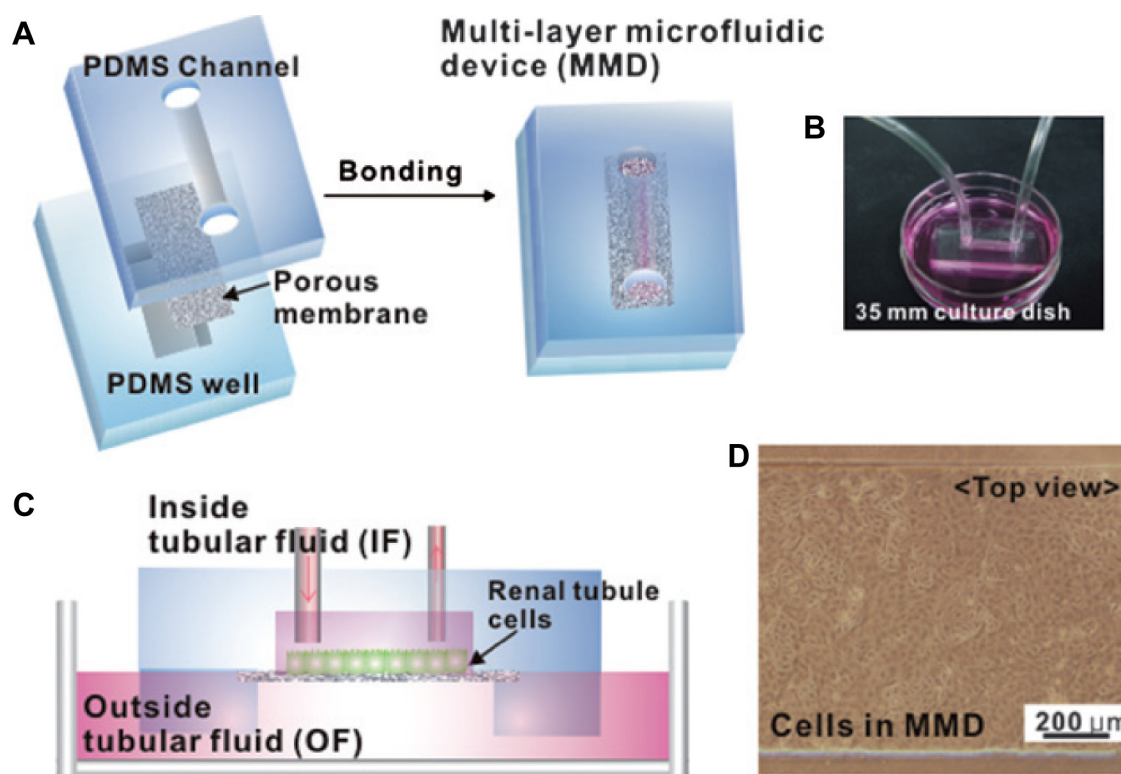 A
PDMS Channel
Multi-layer microfluidic
device (MMD)
Bonding
Porous
membrane
PDMS well
B
35 mm culture dish
C
Inside
tubular fluid (IF)
Renal tubule
cells
Outside
tubular fluid (OF)
D
<Top view>
Cells in MMD
200 μm